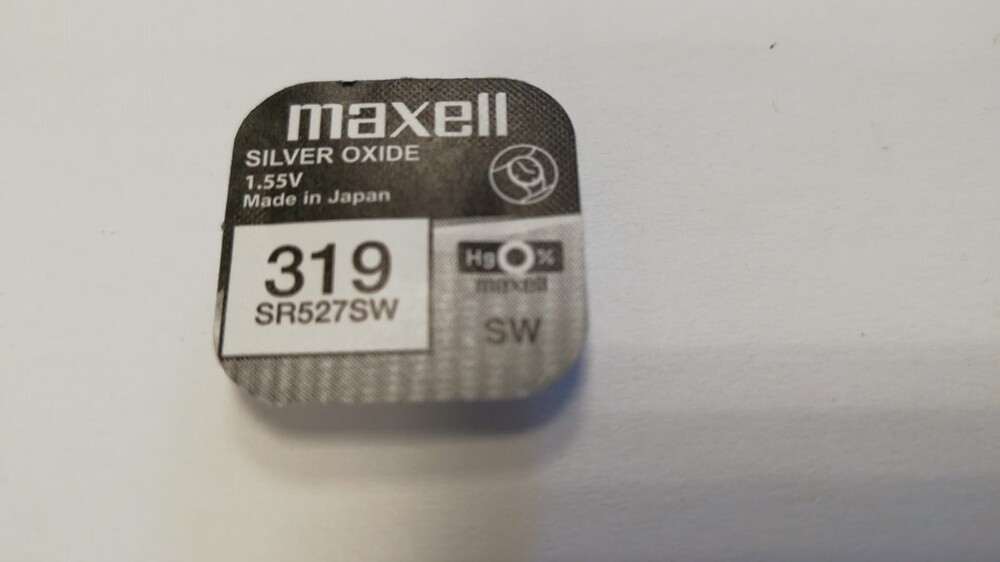 maxell
SILVER OXIDE
1.55V
Made in Japan
319
SR527SW
Hg 0 %
maxell
SW